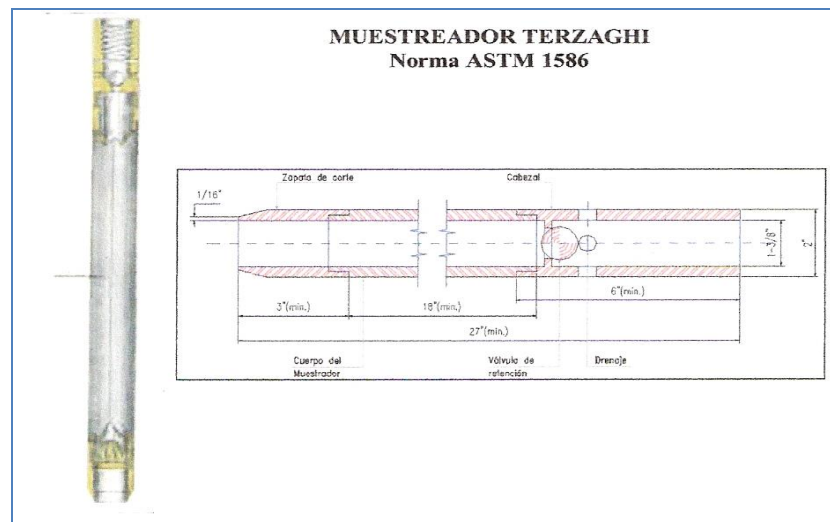 MUESTREADOR TERZAGHI
Norma ASTM 1586
Zapata de corte
Cabezal
1/16"
1-3/8"
2"
6"(min.)
3"(min.)
18"(min.)
27"(min.)
Cuerpo del
Muestrador
Válvula de
retención
Drenaje